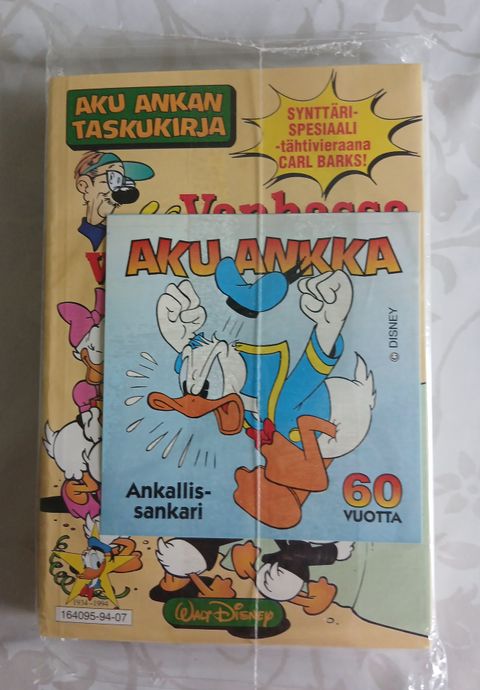 AKU ANKAN
TASKUKIRJA
SYNTTÄRI-
SPESIAALI
-tähtivieraana
CARL BARKS!
Vanhassa
AKU ANKKA
© DISNEY
Ankallis-
sankari
60
VUOTTA
1934-1994
164095-94-07
WALT DISNEY